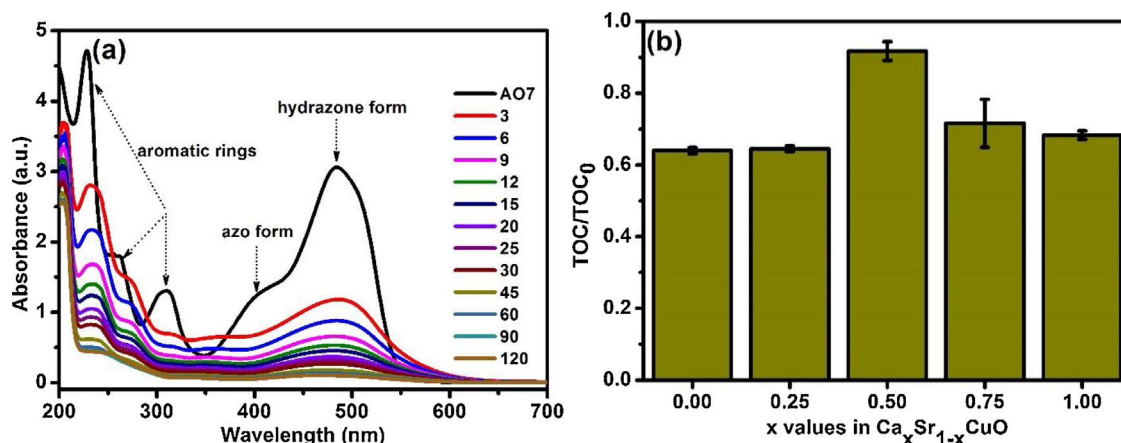 (a)
5
4
3
2
1
0
Absorbance (a.u.)
200 300 400 500 600 700
Wavelength (nm)
aromatic rings
azo form
hydrazone form
AO7
3
6
9
12
15
20
25
30
45
60
90
120
(b)
1.0
0.8
0.6
0.4
0.2
0.0
TOC/TOC₀
0.00 0.25 0.50 0.75 1.00
x values in CaₓSr₁₋ₓCuO